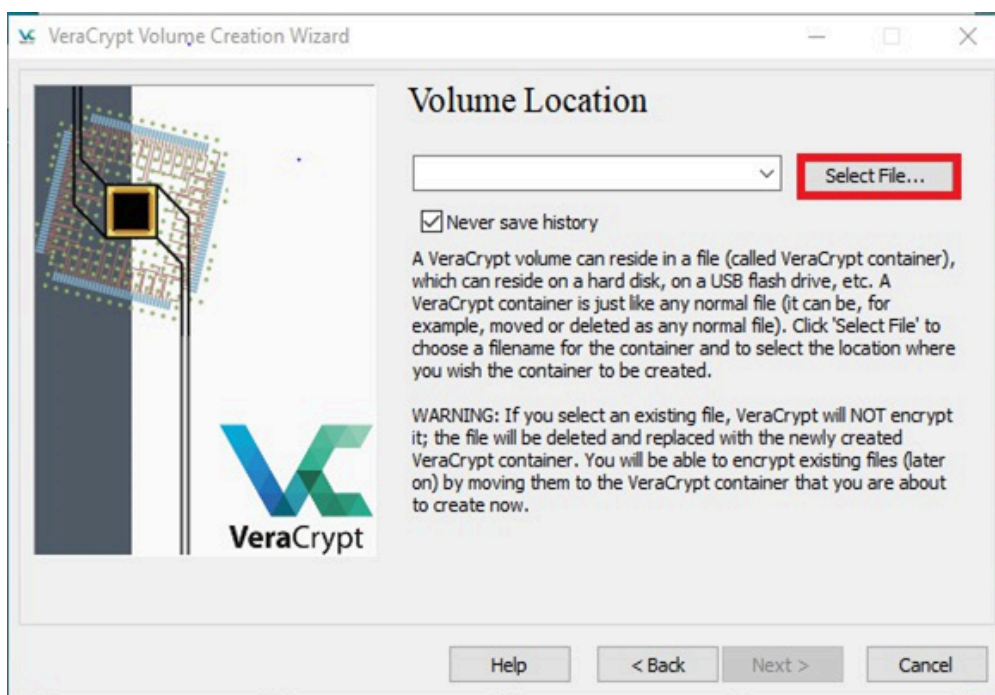 VeraCrypt Volume Creation Wizard
Volume Location
Select File...
Never save history
A VeraCrypt volume can reside in a file (called VeraCrypt container),
which can reside on a hard disk, on a USB flash drive, etc. A
VeraCrypt container is just like any normal file (it can be, for
example, moved or deleted as any normal file). Click 'Select File' to
choose a filename for the container and to select the location where
you wish the container to be created.
WARNING: If you select an existing file, VeraCrypt will NOT encrypt
it; the file will be deleted and replaced with the newly created
VeraCrypt container. You will be able to encrypt existing files (later
on) by moving them to the VeraCrypt container that you are about
to create now.
VeraCrypt
Help
< Back
Next >
Cancel